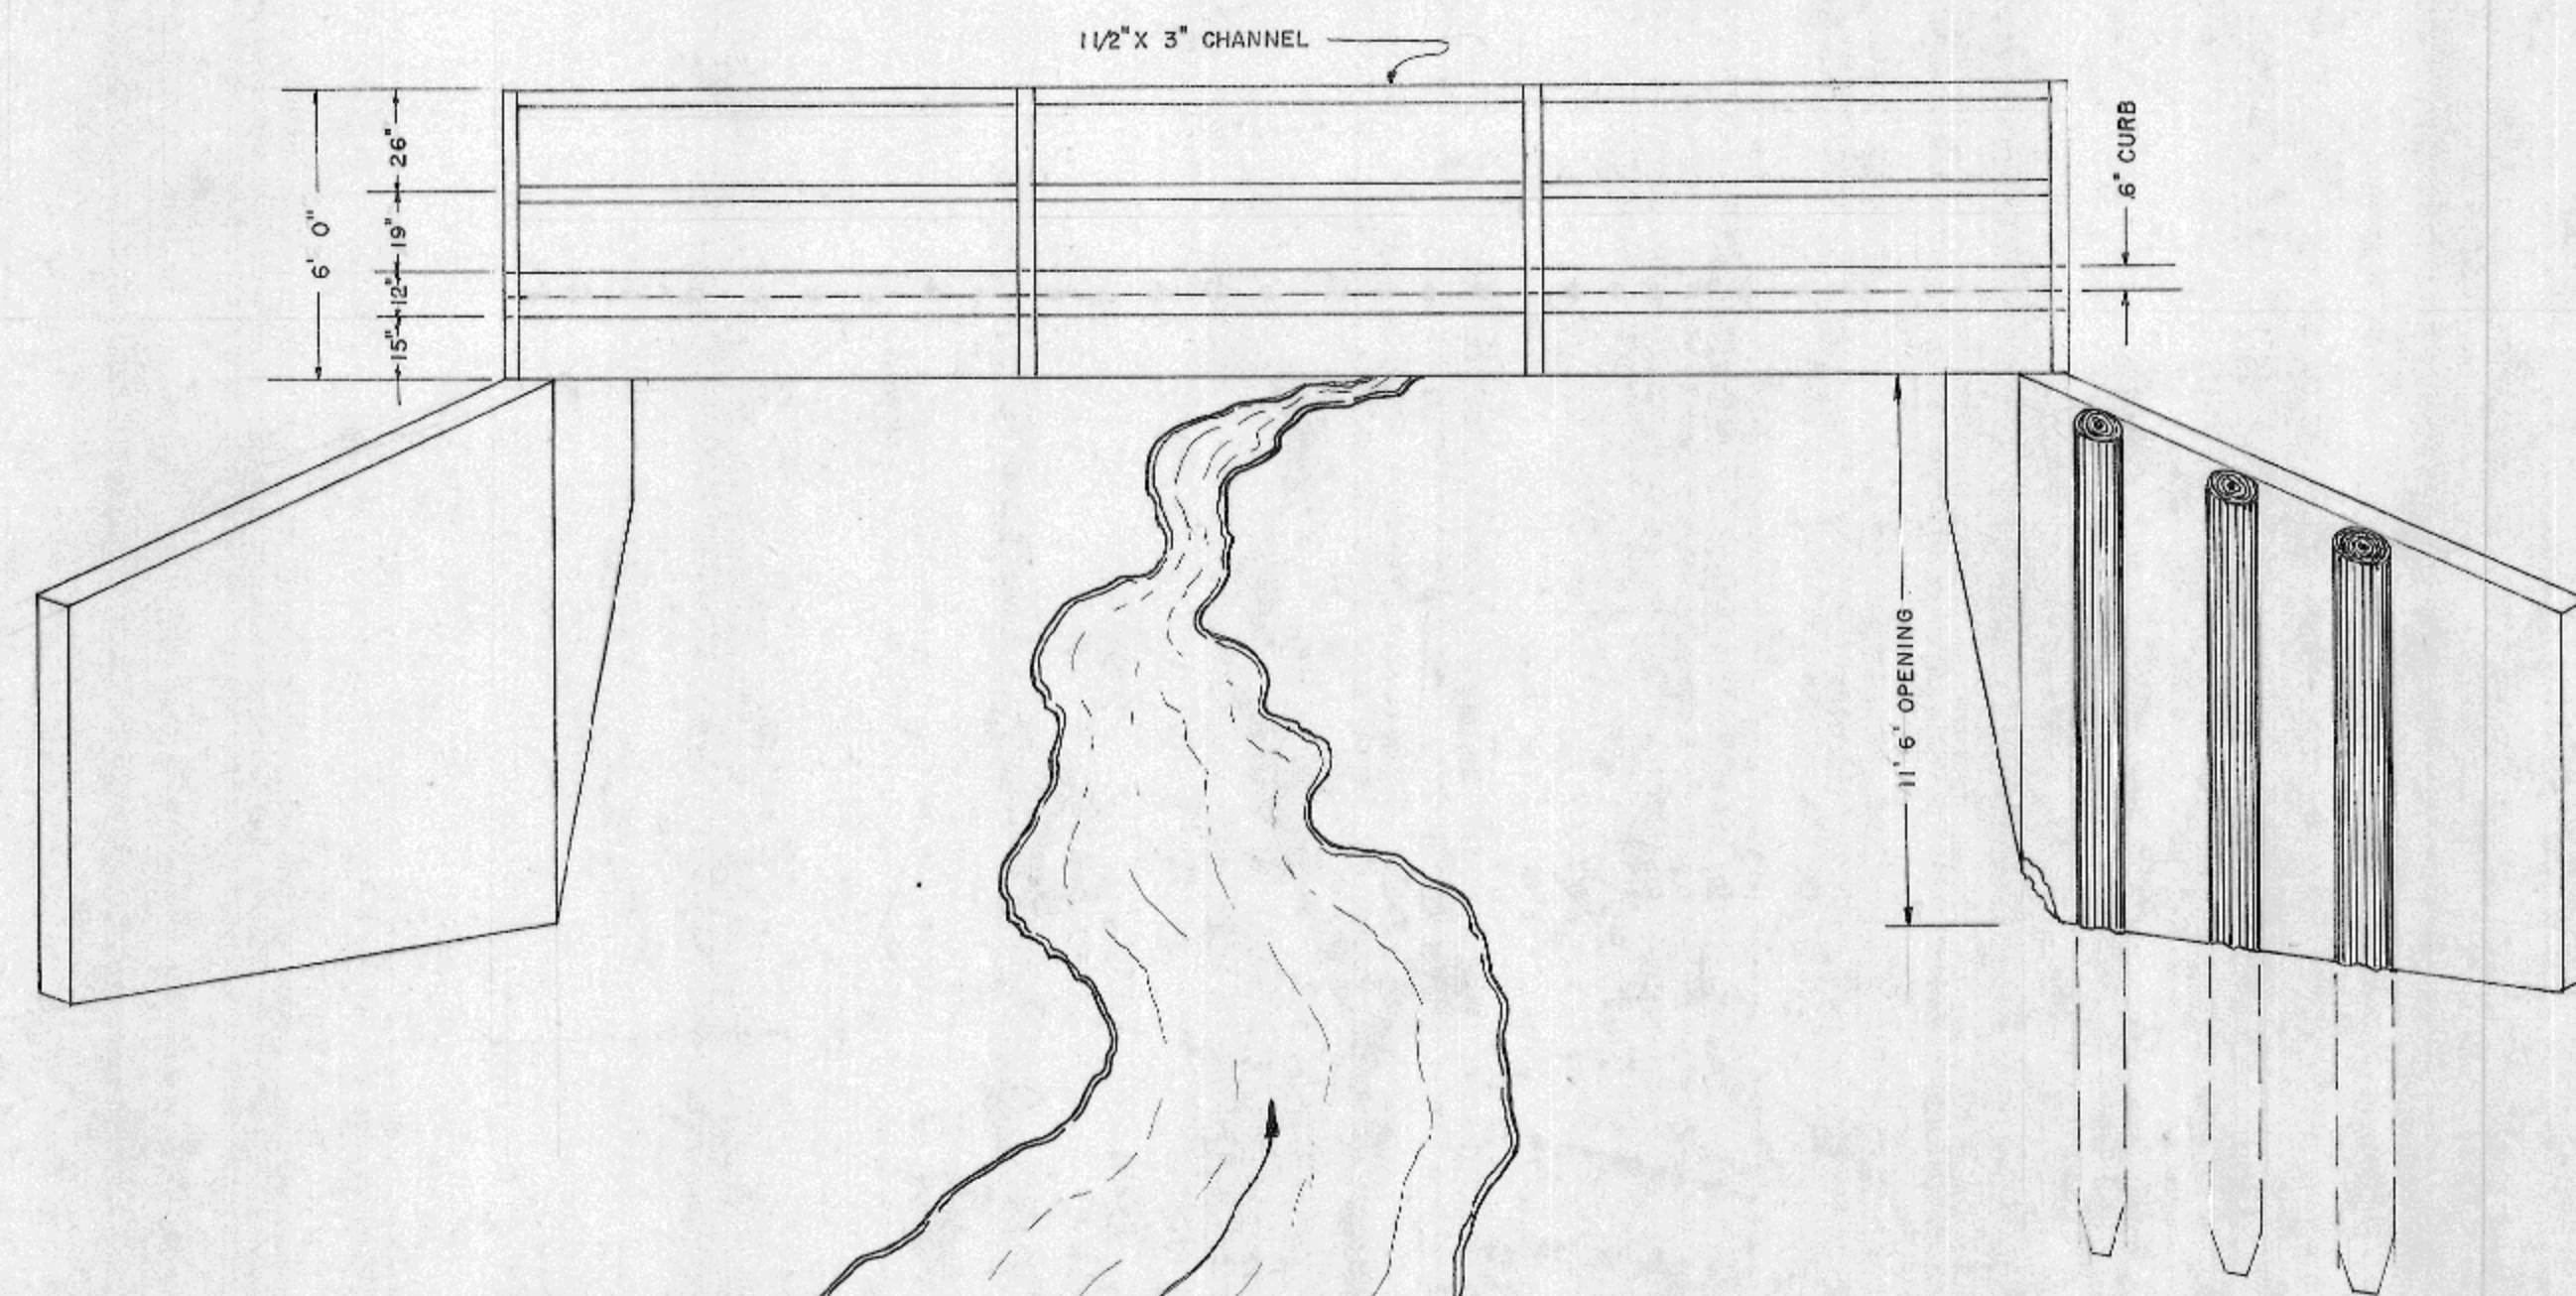 1 1/2" X 3" CHANNEL
6' 0"
26"
19"
12"
15"
6" CURB
11' 6' OPENING